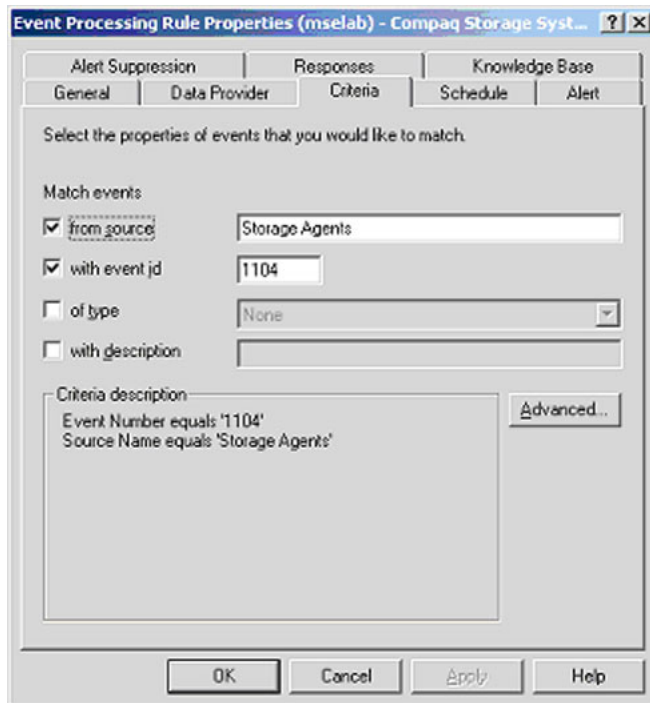 Event Processing Rule Properties (mselab) - Compaq Storage Syst... ? ×
Alert Suppression Responses Knowledge Base
General Data Provider Criteria Schedule Alert
Select the properties of events that you would like to match.
Match events
from source Storage Agents
with event id 1104
of type None
with description
Criteria description
Advanced...
Event Number equals '1104'
Source Name equals 'Storage Agents'
OK Cancel Apply Help